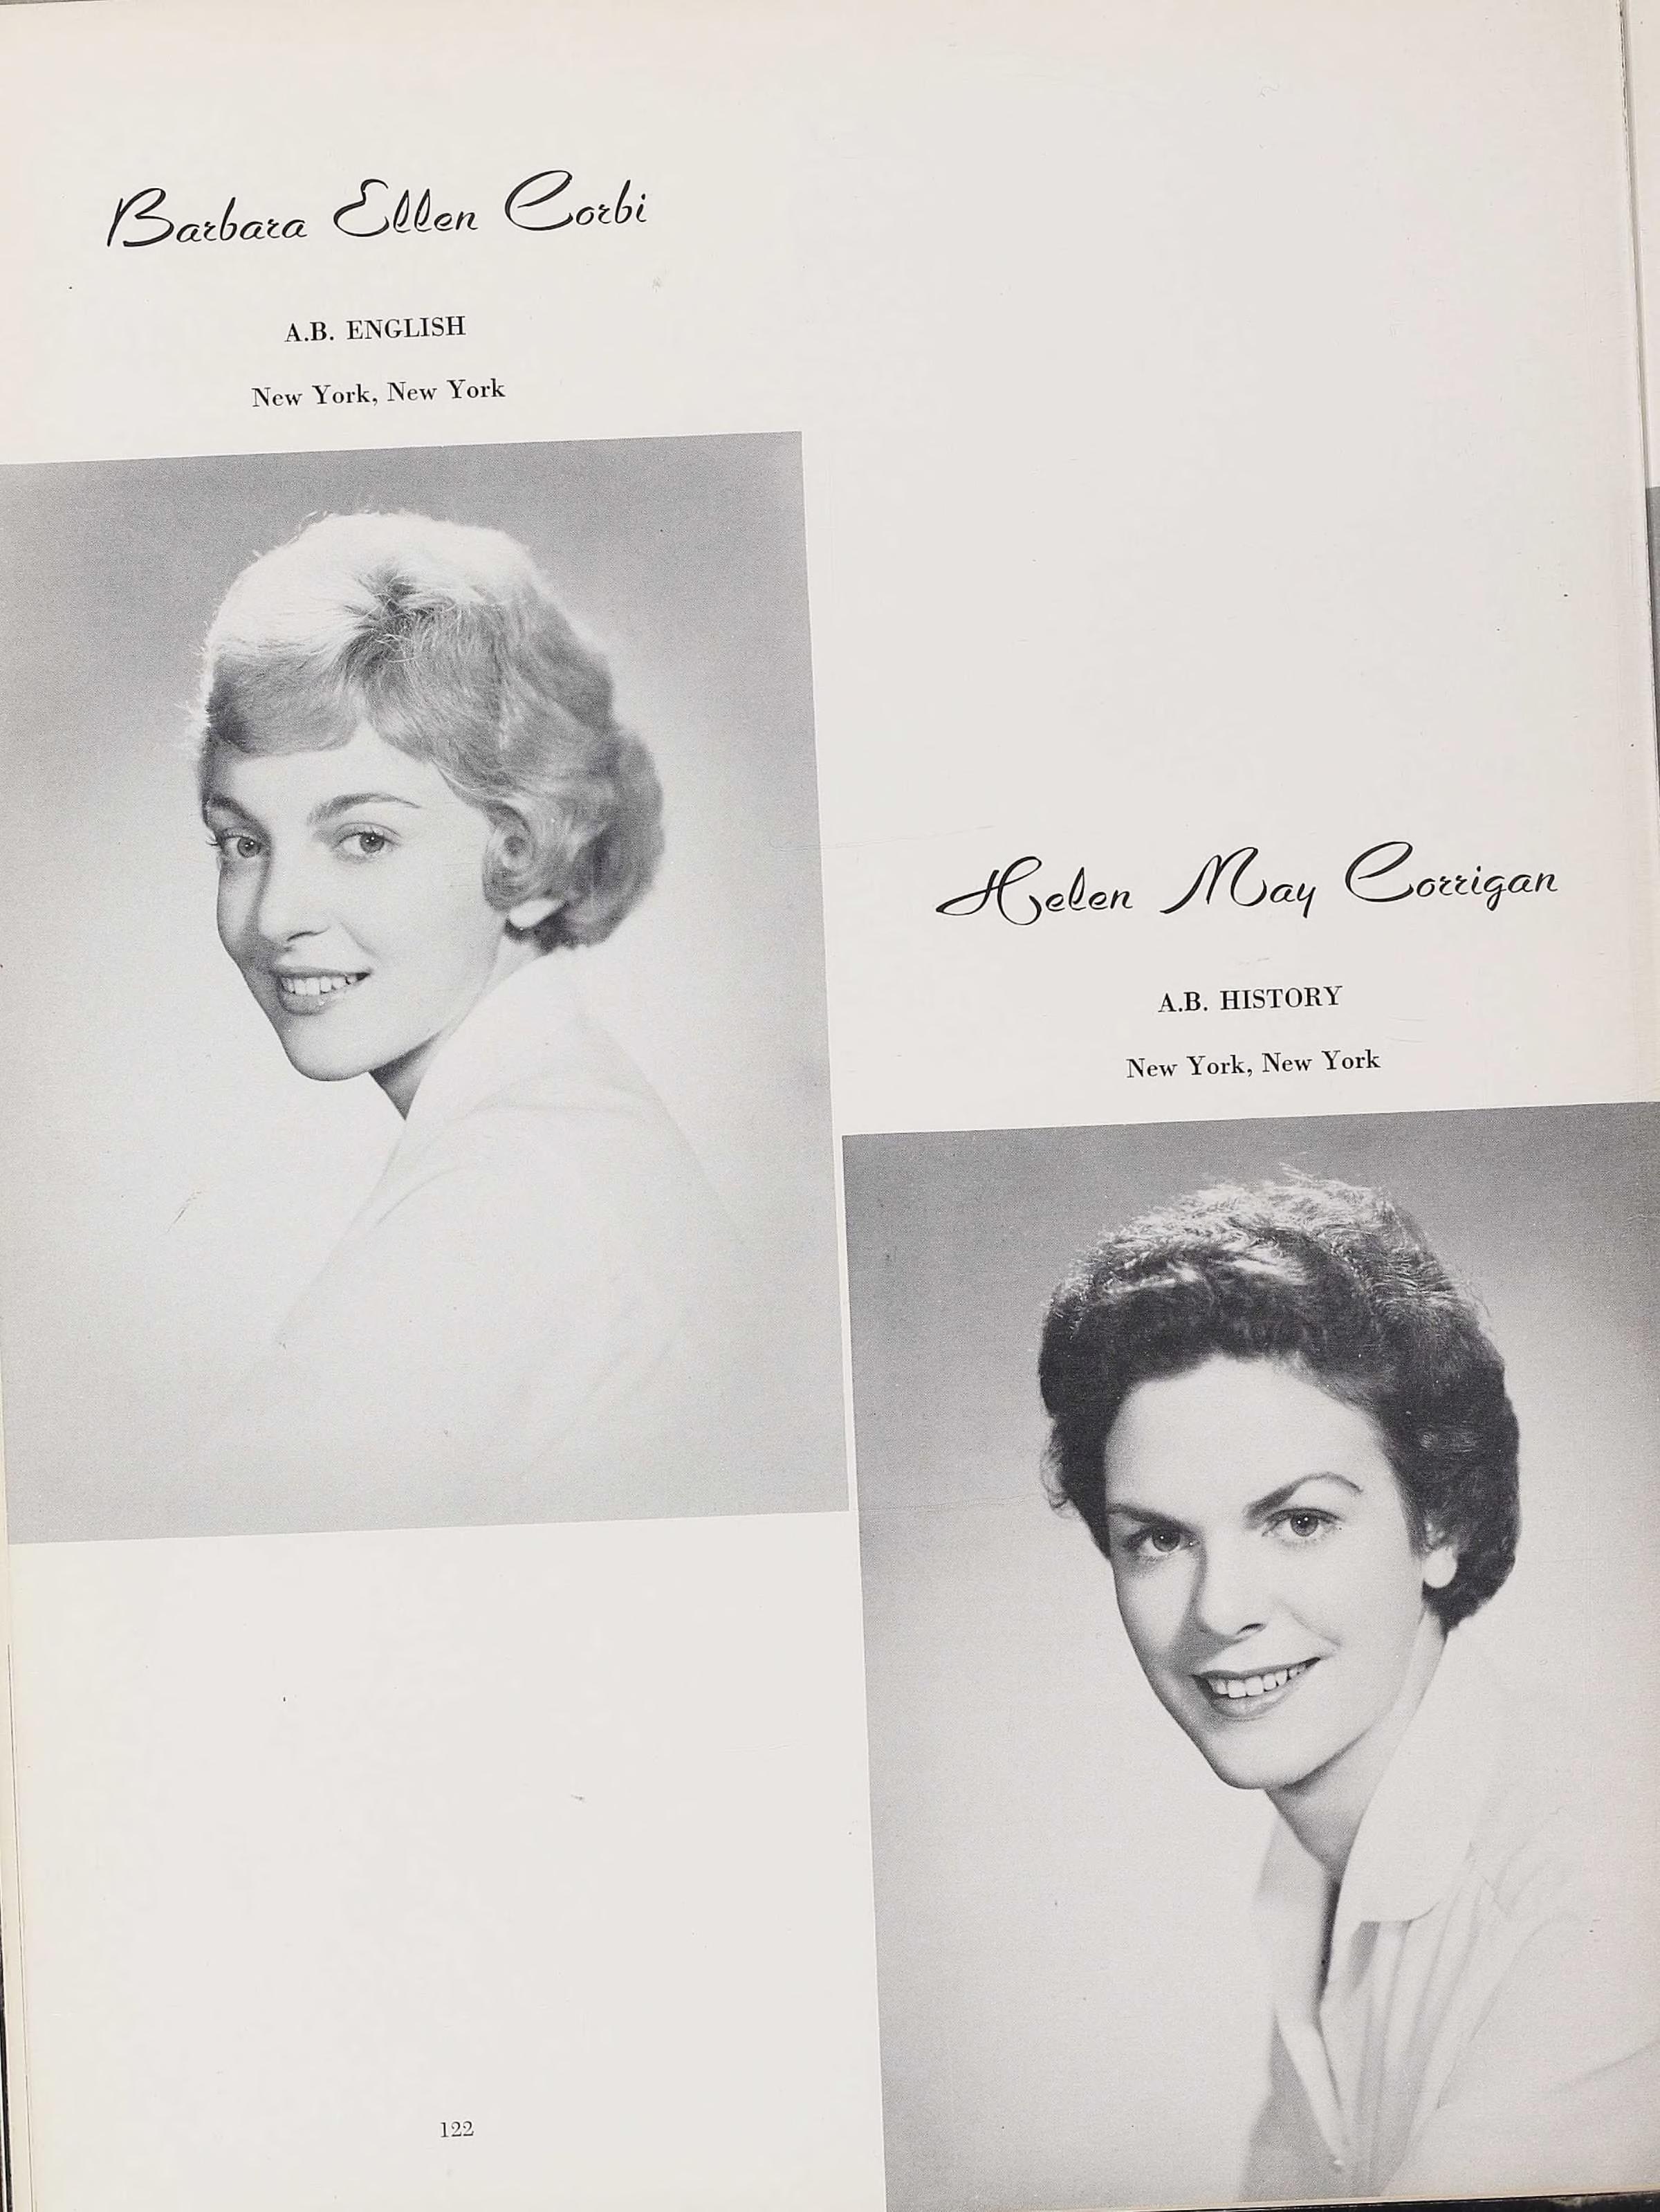 Barbara Ellen Corbi
A.B. ENGLISH
New York, New York
Helen May Corrigan
A.B. HISTORY
New York, New York
122